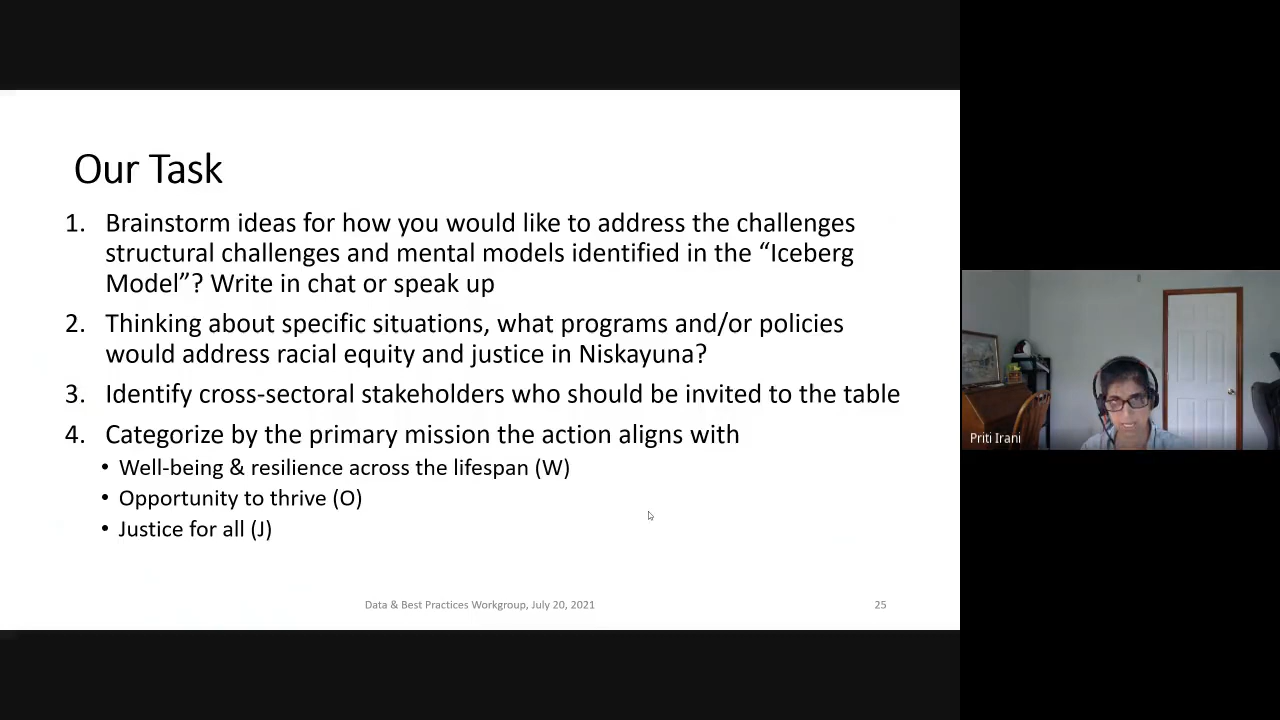 Our Task
1. Brainstorm ideas for how you would like to address the challenges
structural challenges and mental models identified in the “Iceberg
Model”? Write in chat or speak up
2. Thinking about specific situations, what programs and/or policies
would address racial equity and justice in Niskayuna?
3. Identify cross-sectoral stakeholders who should be invited to the table
4. Categorize by the primary mission the action aligns with
• Well-being & resilience across the lifespan (W)
• Opportunity to thrive (O)
• Justice for all (J)
Data & Best Practices Workgroup, July 20, 2021
25
Priti Irani